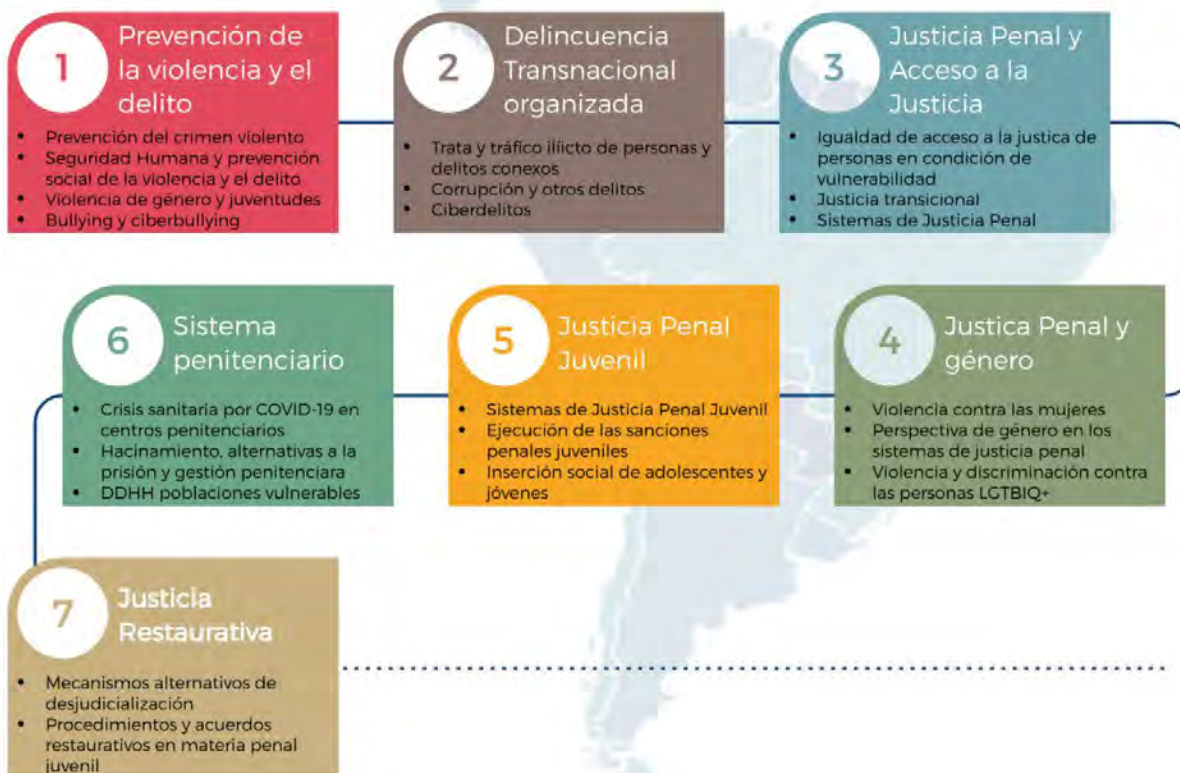 1
Prevención de
la violencia y el
delito
• Prevención del crimen violento
• Seguridad Humana y prevención
social de la violencia y el delito
• Violencia de género y juventudes
• Bullying y ciberbullying
2
Delincuencia
Transnacional
organizada
• Trata y tráfico ilíicto de personas y
delitos conexos
• Corrupción y otros delitos
• Ciberdelitos
3
Justicia Penal y
Acceso a la
Justicia
• Igualdad de acceso a la justica de
personas en condición de
vulnerabilidad
• Justicia transicional
• Sistemas de Justicia Penal
4
Justica Penal y
género
• Violencia contra las mujeres
• Perspectiva de género en los
sistemas de justicia penal
• Violencia y discriminación contra
las personas LGTBIQ+
5
Justicia Penal
Juvenil
• Sistemas de Justicia Penal Juvenil
• Ejecución de las sanciones
penales juveniles
• Inserción social de adolescentes y
jóvenes
6
Sistema
penitenciario
• Crisis sanitaria por COVID-19 en
centros penitenciarios
• Hacinamiento, alternativas a la
prisión y gestión penitenciara
• DDHH poblaciones vulnerables
7
Justicia
Restaurativa
• Mecanismos alternativos de
desjudicialización
• Procedimientos y acuerdos
restaurativos en materia penal
juvenil